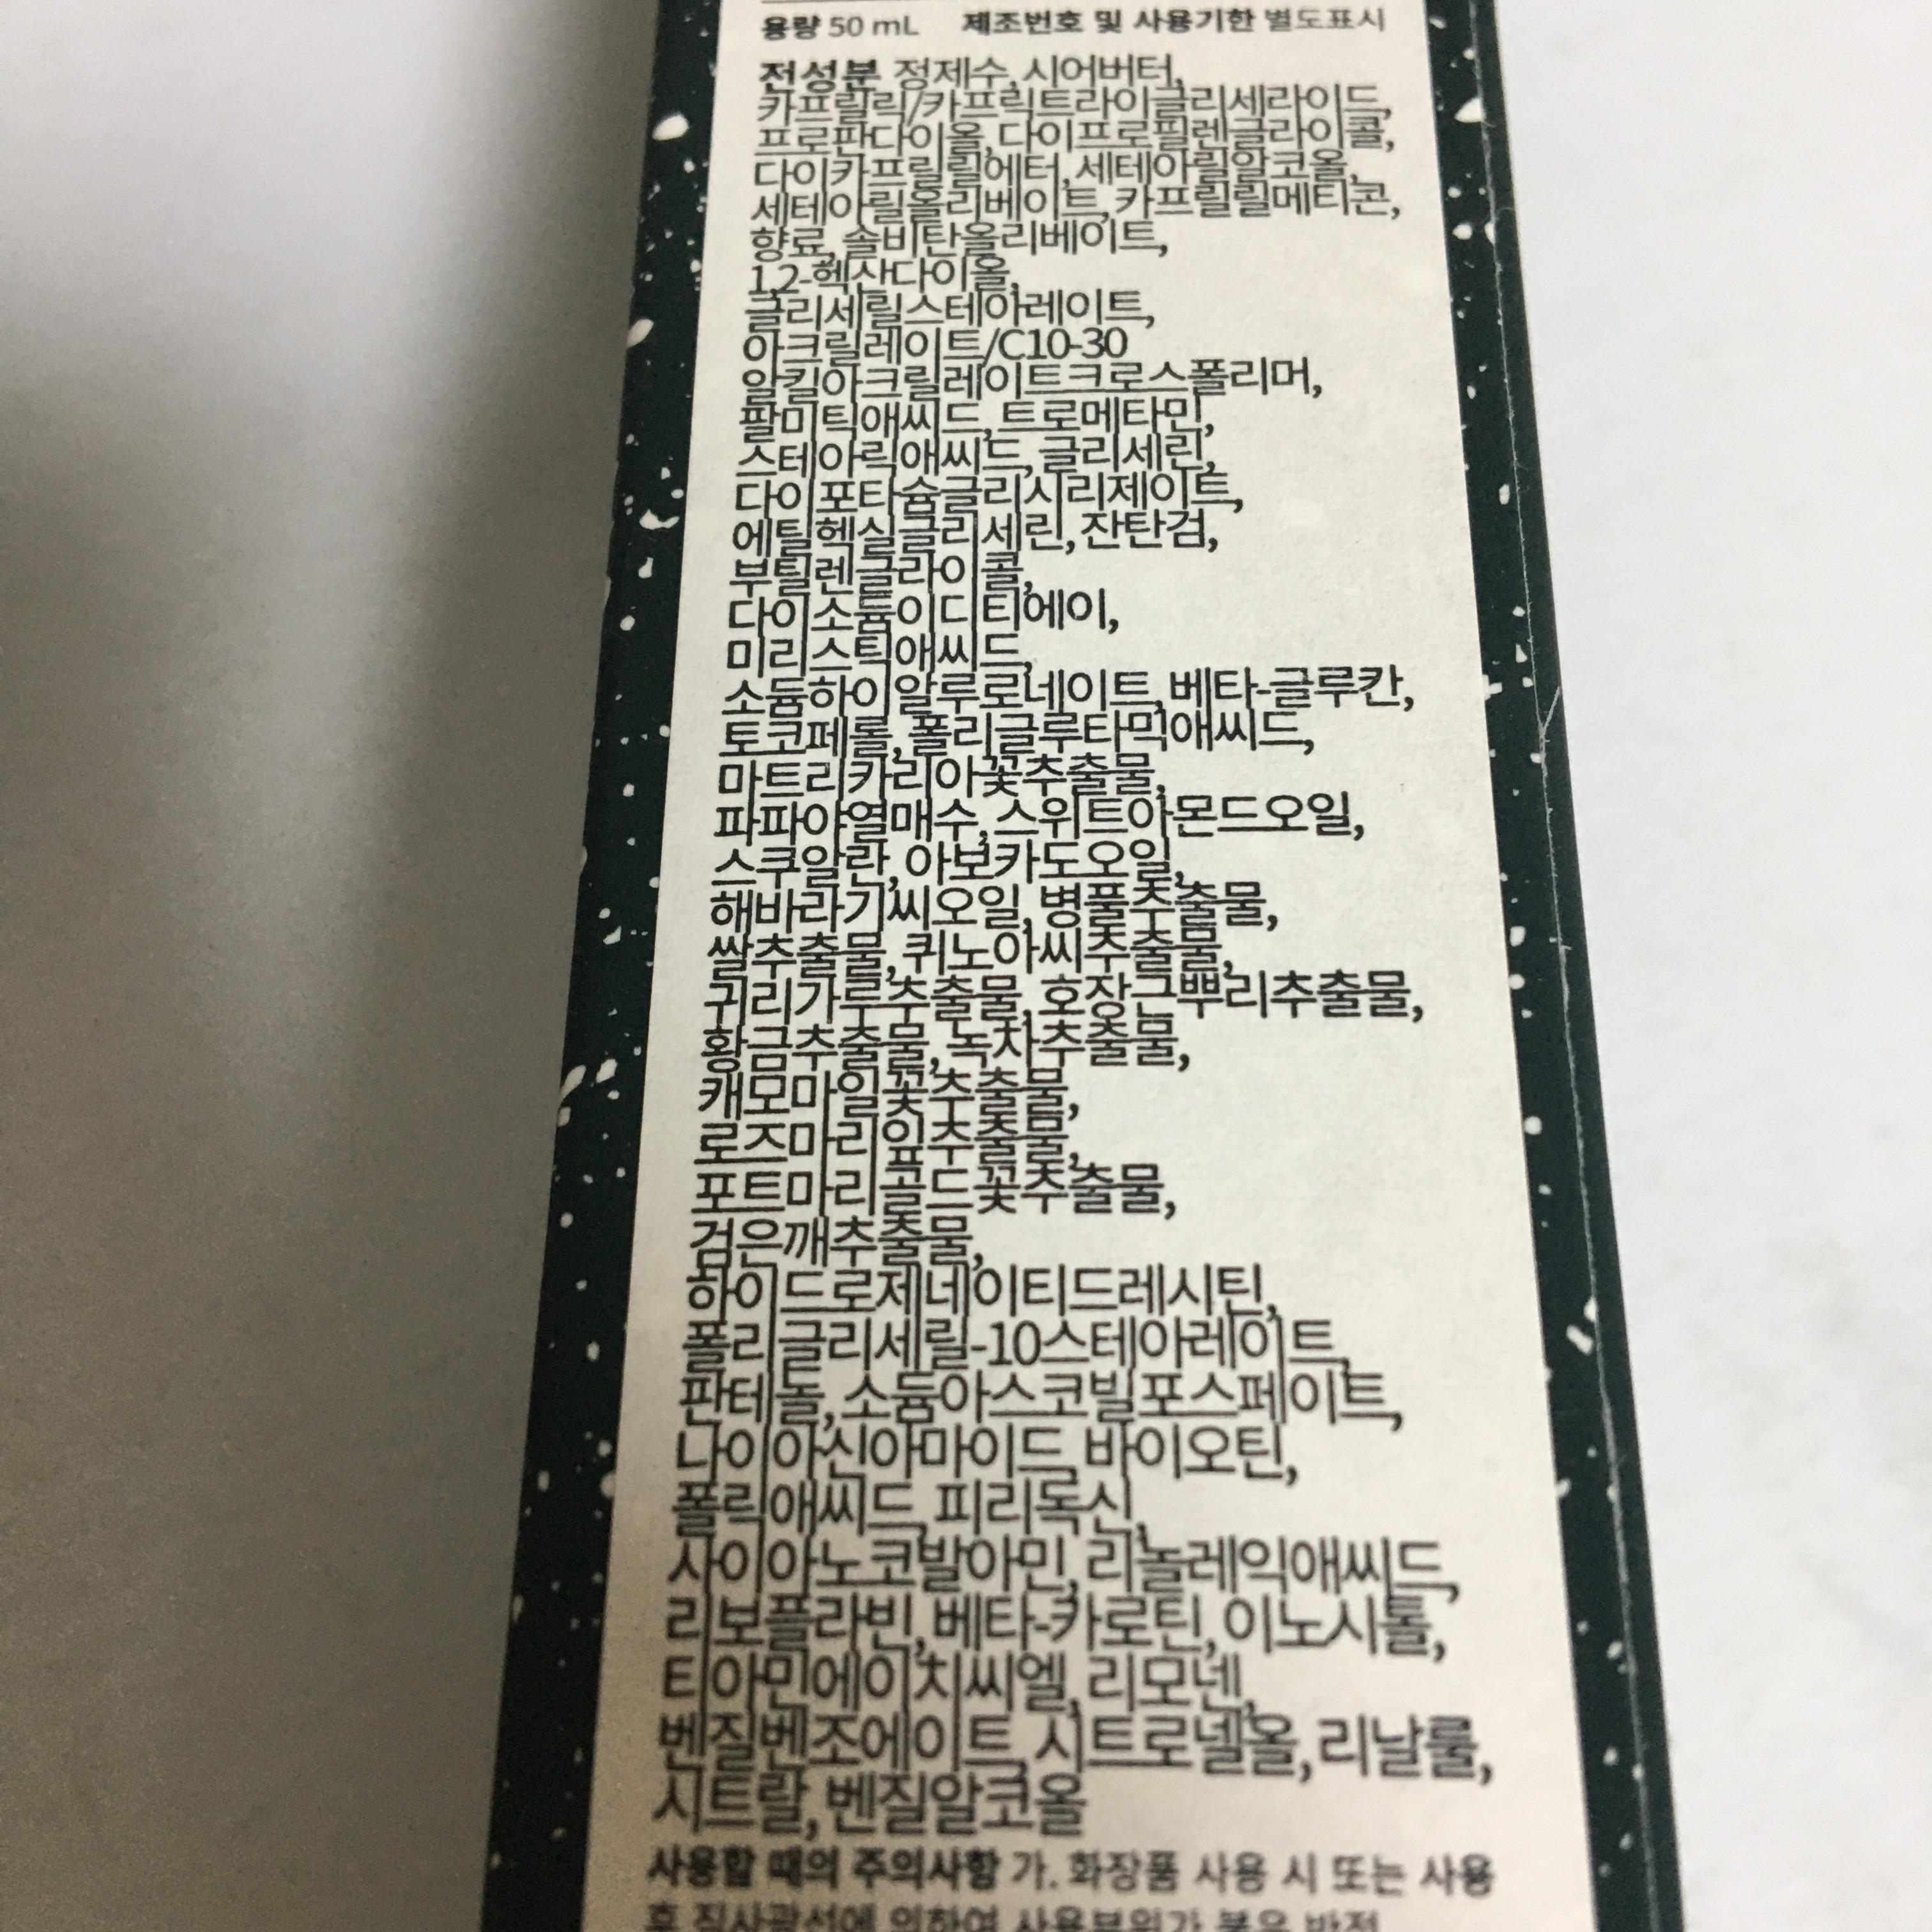 용량 50 mL 제조번호 및 사용기한 별도표시
전성분 정제수, 시어버터,
카프릴릭/카프릭트라이글리세라이드,
프로판다이올, 다이프로필렌글라이콜,
다이카프릴릴에터, 세테아릴알코올,
세테아릴올리베이트, 카프릴릴메티콘,
향료, 솔비탄올리베이트,
1,2-헥산다이올,
글리세릴스테아레이트,
아크릴레이트/C10-30
알킬아크릴레이트크로스폴리머,
팔미틱애씨드, 트로메타민,
스테아릭애씨드, 글리세린,
다이포타슘글리시리제이트,
에틸헥실글리세린, 잔탄검,
부틸렌글라이콜,
다이소듐이디티에이,
미리스틱애씨드,
소듐하이알루로네이트, 베타-글루칸,
토코페롤, 폴리글루타믹애씨드,
마트리카리아꽃추출물,
파파야열매수, 스위트아몬드오일,
스쿠알란, 아보카도오일,
해바라기씨오일, 병풀추출물,
쌀추출물, 퀴노아씨추출물,
귀리가루추출물, 호장근뿌리추출물,
황금추출물, 녹차추출물,
캐모마일꽃추출물,
로즈마리잎추출물,
포트마리골드꽃추출물,
검은깨추출물,
하이드로제네이티드레시틴,
폴리글리세릴-10스테아레이트,
판테놀, 소듐아스코빌포스페이트,
나이아신아마이드, 바이오틴,
폴릭애씨드, 피리독신,
사이아노코발아민, 리놀레익애씨드,
리보플라빈, 베타-카로틴, 이노시톨,
티아민에이치씨엘, 리모넨,
벤질벤조에이트, 시트로넬올, 리날룰,
시트랄, 벤질알코올
사용할 때의 주의사항 가. 화장품 사용 시 또는 사용
후 직사광선에 의하여 사용부위가 붉은 반점,